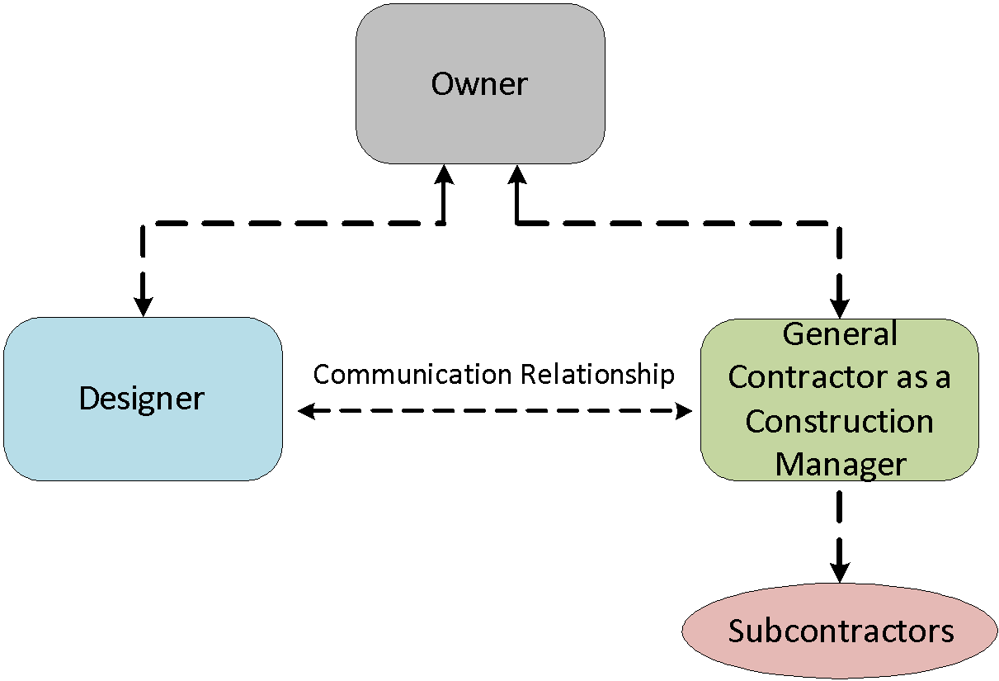 Owner
Designer
Communication Relationship
General
Contractor as a
Construction
Manager
Subcontractors